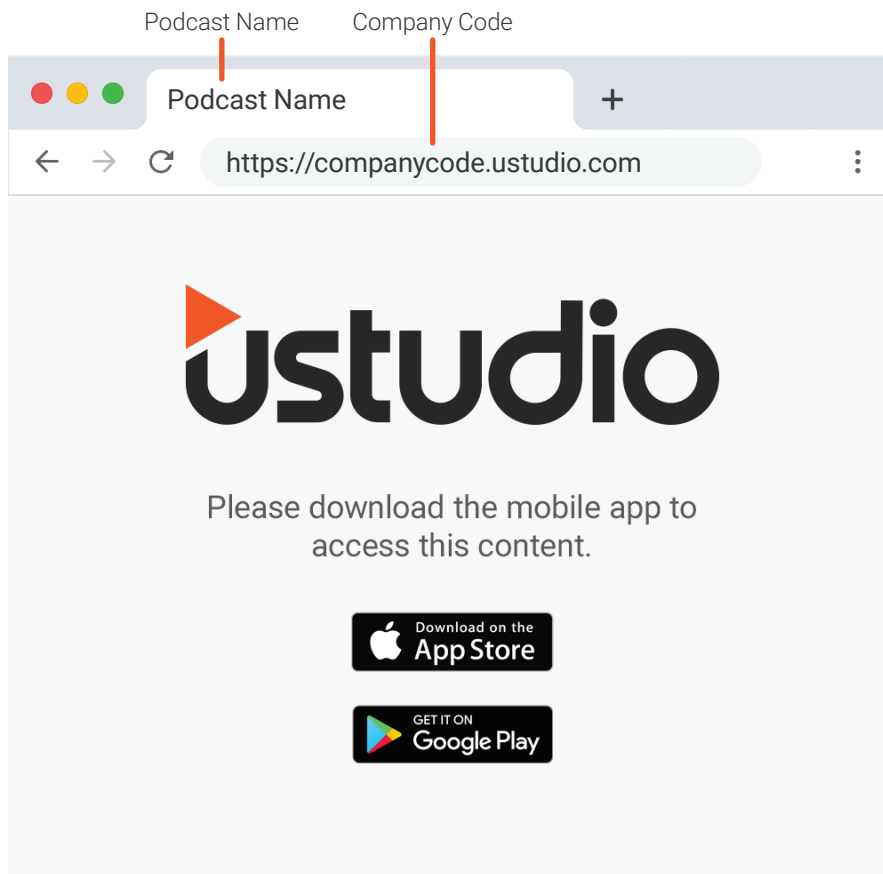 Podcast Name
Company Code
Podcast Name
https://companycode.ustudio.com
ustudio
Please download the mobile app to
access this content.
Download on the
App Store
GET IT ON
Google Play